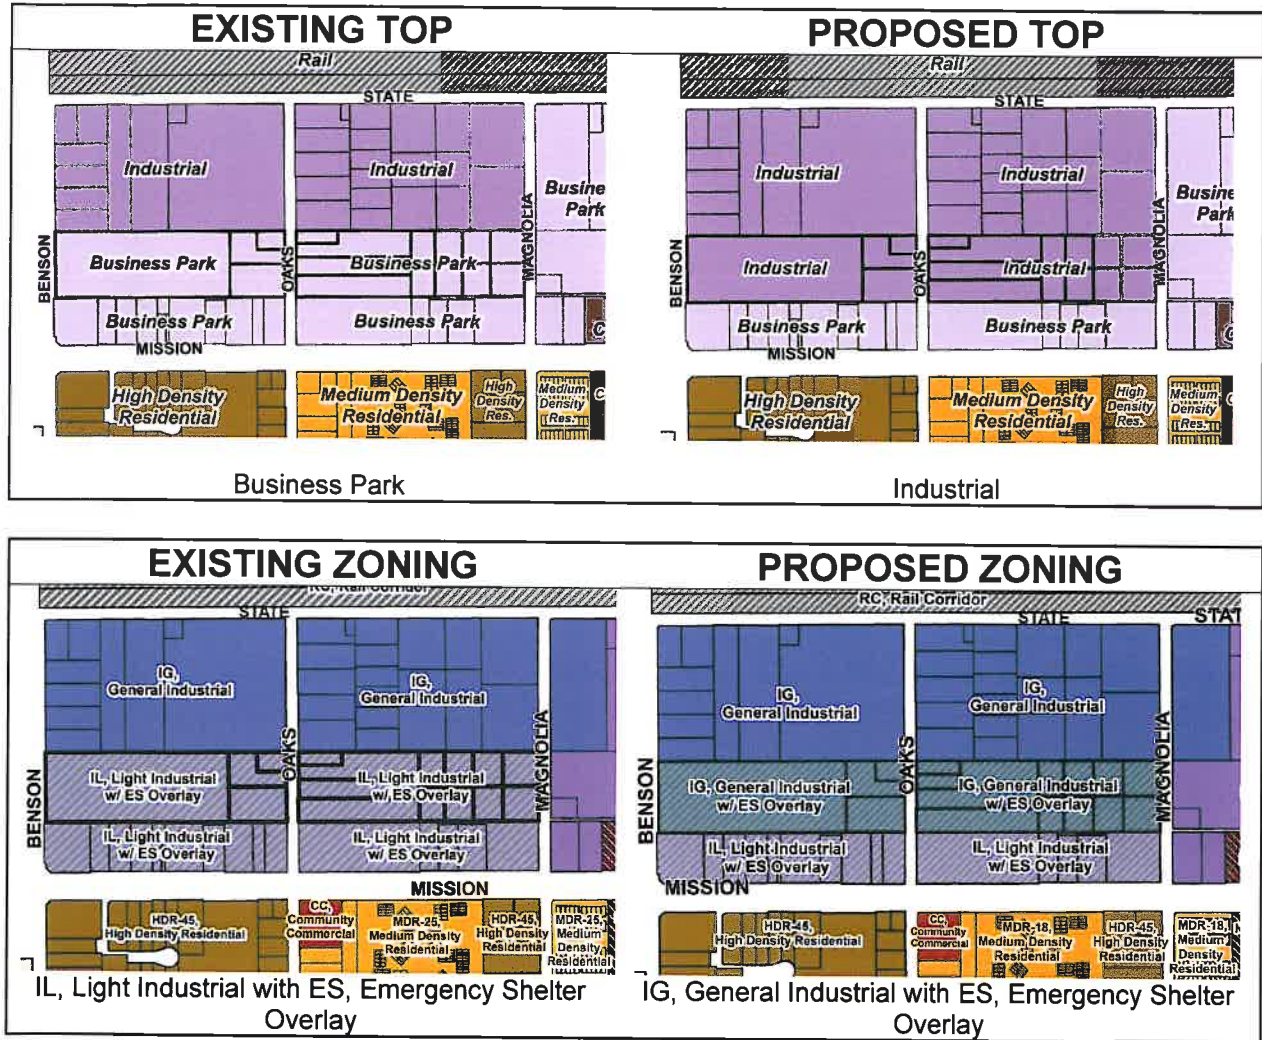 EXISTING TOP
PROPOSED TOP
Rail
STATE
Industrial
Industrial
Busine
Park
BENSON
OAKS
MAGNOLIA
Business Park
Business Park
Business Park
Business Park
C
MISSION
High Density
Residential
Medium Density
Residential
High
Density
Res.
Medium
Density
Res.
C
Business Park
Rail
STATE
Industrial
Industrial
Busine
Park
BENSON
OAKS
MAGNOLIA
Industrial
Industrial
Business Park
Business Park
C
MISSION
High Density
Residential
Medium Density
Residential
High
Density
Res.
Medium
Density
Res.
C
Industrial
EXISTING ZONING
PROPOSED ZONING
RC, Rail Corridor
STATE
IG,
General Industrial
IG,
General Industrial
BENSON
OAKS
MAGNOLIA
IL, Light Industrial
w/ ES Overlay
IL, Light Industrial
w/ ES Overlay
IL, Light Industrial
w/ ES Overlay
IL, Light Industrial
w/ ES Overlay
MISSION
HDR-45,
High Density Residential
CC,
Community
Commercial
MDR-25,
Medium Density
Residential
HDR-45,
High Density
Residential
MDR-25,
Medium
Density
Residential
IL, Light Industrial with ES, Emergency Shelter
Overlay
RC, Rail Corridor
STATE
STAT
IG,
General Industrial
IG,
General Industrial
BENSON
OAKS
MAGNOLIA
IG, General Industrial
w/ ES Overlay
IG, General Industrial
w/ ES Overlay
IL, Light Industrial
w/ ES Overlay
IL, Light Industrial
w/ ES Overlay
MISSION
HDR-45,
High Density Residential
CC,
Community
Commercial
MDR-18,
Medium Density
Residential
HDR-45,
High Density
Residential
MDR-18,
Medium
Density
Residential
IG, General Industrial with ES, Emergency Shelter
Overlay